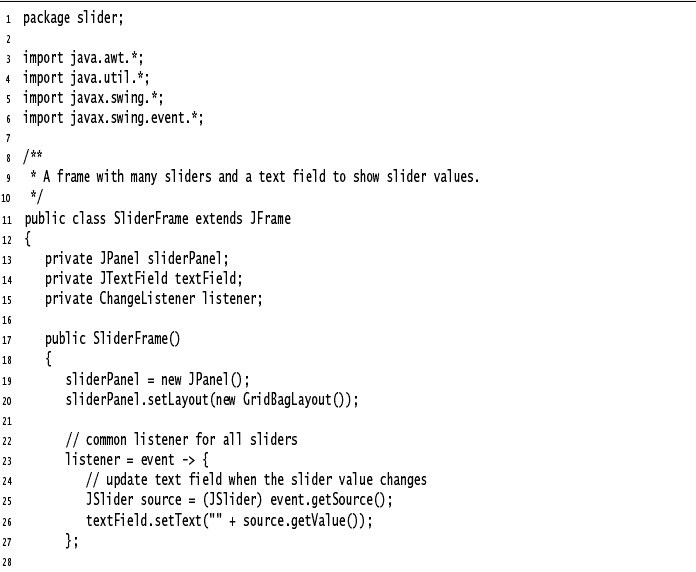 1 package slider;
2
3 import java.awt.*;
4 import java.util.*;
5 import javax.swing.*;
6 import javax.swing.event.*;
7
8 /**
9  * A frame with many sliders and a text field to show slider values.
10  */
11 public class SliderFrame extends JFrame
12 {
13    private JPanel sliderPanel;
14    private JTextField textField;
15    private ChangeListener listener;
16
17    public SliderFrame()
18    {
19       sliderPanel = new JPanel();
20       sliderPanel.setLayout(new GridBagLayout());
21
22       // common listener for all sliders
23       listener = event -> {
24          // update text field when the slider value changes
25          JSlider source = (JSlider) event.getSource();
26          textField.setText("" + source.getValue());
27       };
28